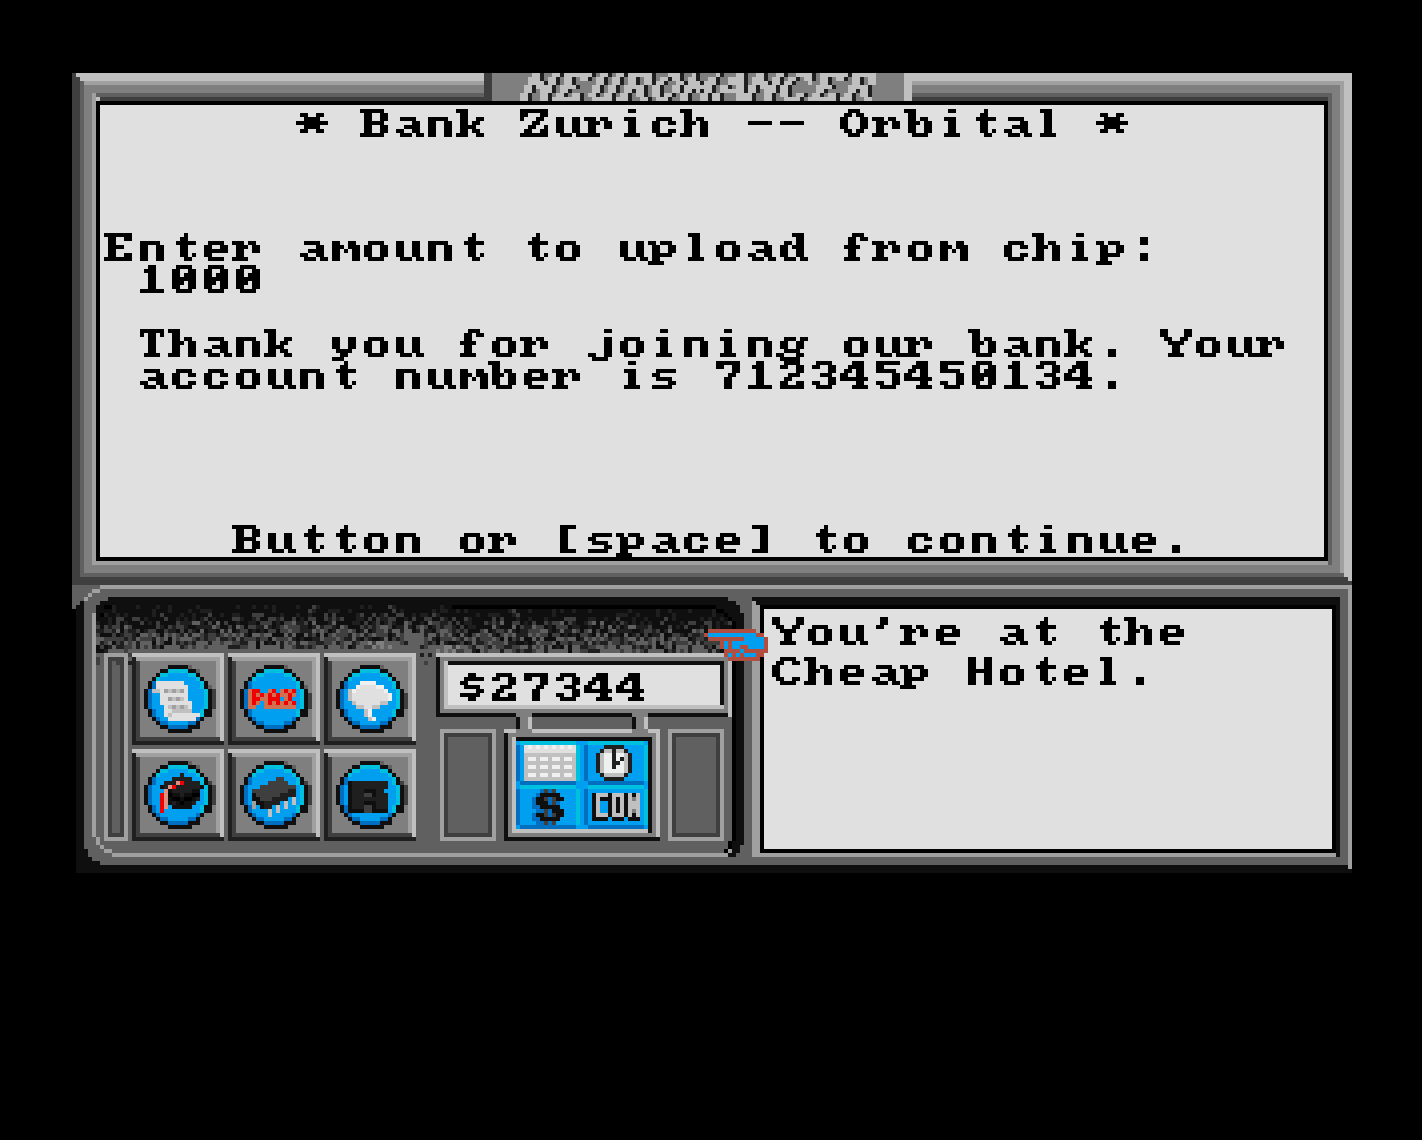 NEUROMANCER
* Bank Zurich -- Orbital *
Enter amount to upload from chip:
1000
Thank you for joining our bank. Your
account number is 712345450134.
Button or [space] to continue.
You're at the
Cheap Hotel.
PAX
$27344
R
$ COM